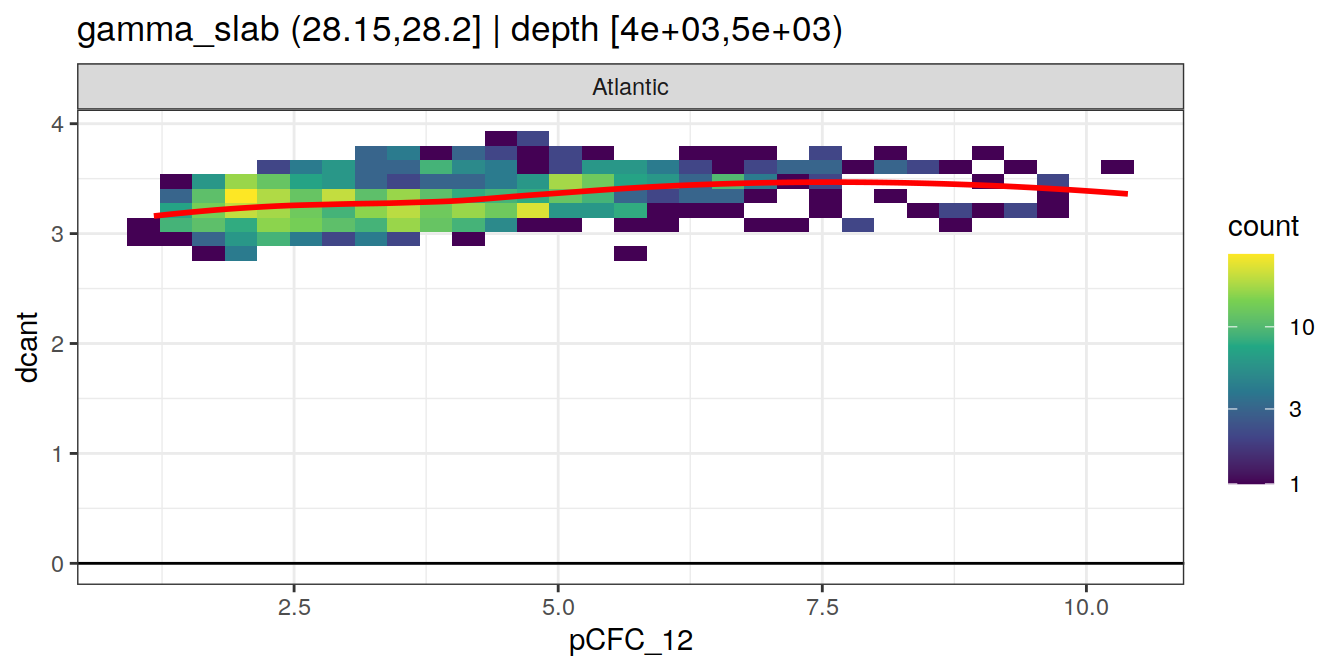 gamma_slab (28.15,28.2] | depth [4e+03,5e+03)
Atlantic
4
3
2
1
0
dcant
2.5 5.0 7.5 10.0
pCFC_12
count
10
3
1